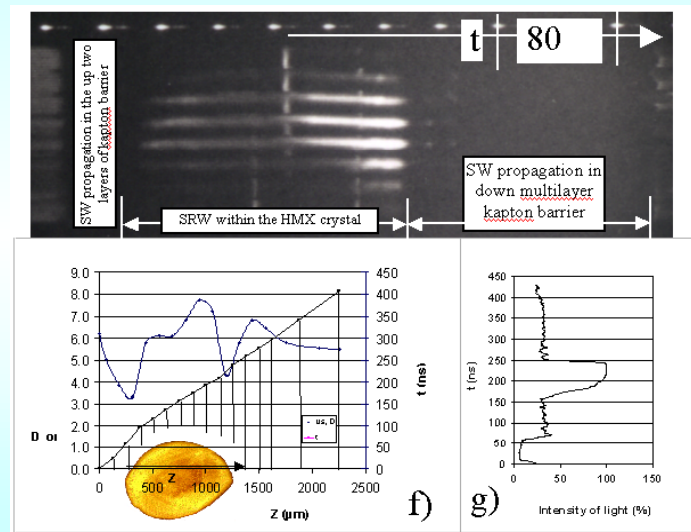 t
80
SW propagation in the up two
layers of kapton barrier
SRW within the HMX crystal
SW propagation in
down multilayer
kapton barrier
9.0
8.0
7.0
6.0
5.0
4.0
3.0
2.0
1.0
0.0
D or
450
400
350
300
250
200
150
100
50
0
t (ns)
us, D
t
Z
0
500
1000
1500
2000
2500
Z (μm)
f)
450
400
350
300
250
200
150
100
50
0
t (ns)
0
50
100
150
Intensity of light (%)
g)